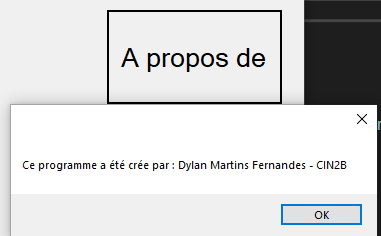 A propos de
Ce programme a été crée par : Dylan Martins Fernandes - CIN2B
OK